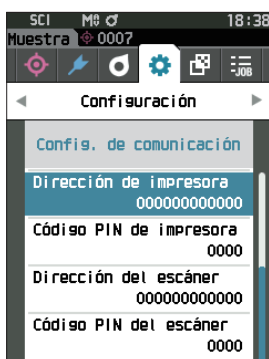 SCI M 18:38
Muestra 0007
JOB
Configuración
Config. de comunicación
Dirección de impresora
000000000000
Código PIN de impresora
0000
Dirección del escáner
000000000000
Código PIN del escáner
0000